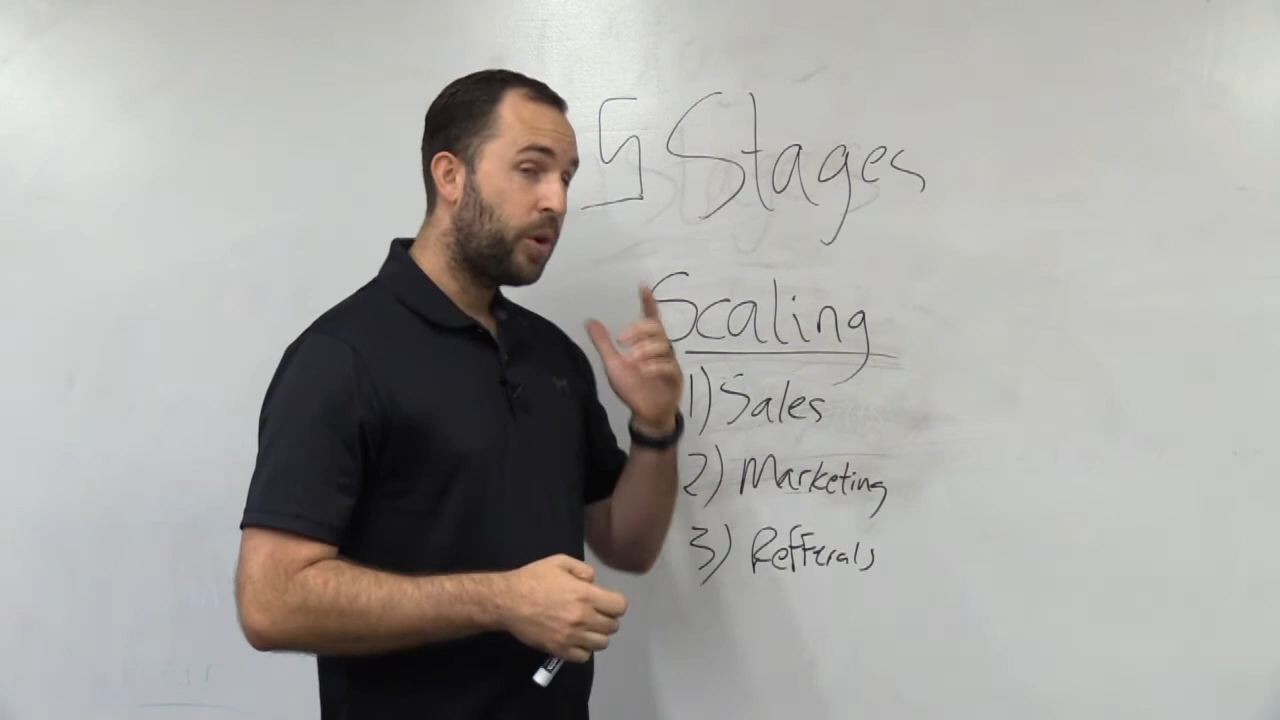 5 Stages
Scaling
1) Sales
2) Marketing
3) Refferals